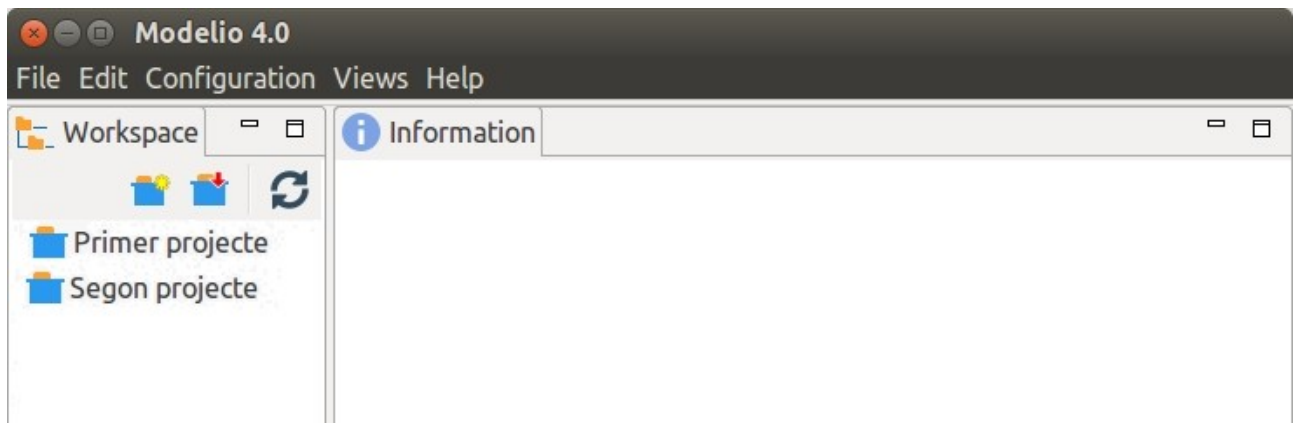 Modelio 4.0
File Edit Configuration Views Help
Workspace
Information
Primer projecte
Segon projecte